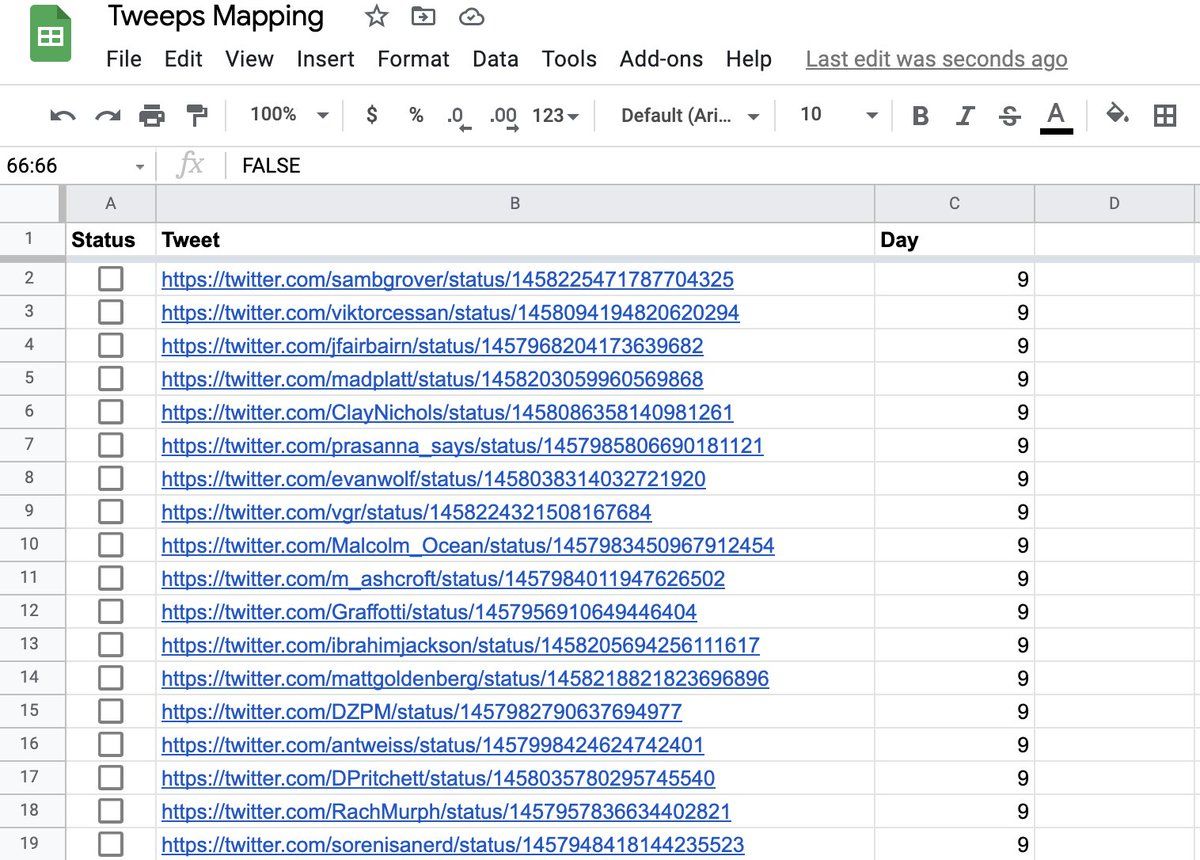 Tweeps Mapping
File Edit View Insert Format Data Tools Add-ons Help Last edit was seconds ago
100% $ % .0 .00 123 Default (Ari... 10 B I S A
66:66 fx FALSE
A B C D
1 Status Tweet Day
2 https://twitter.com/sambgrover/status/1458225471787704325 9
3 https://twitter.com/viktorcessan/status/1458094194820620294 9
4 https://twitter.com/jfairbairn/status/1457968204173639682 9
5 https://twitter.com/madplatt/status/1458203059960569868 9
6 https://twitter.com/ClayNichols/status/1458086358140981261 9
7 https://twitter.com/prasanna_says/status/1457985806690181121 9
8 https://twitter.com/evanwolf/status/1458038314032721920 9
9 https://twitter.com/vgr/status/1458224321508167684 9
10 https://twitter.com/Malcolm_Ocean/status/1457983450967912454 9
11 https://twitter.com/m_ashcroft/status/1457984011947626502 9
12 https://twitter.com/Graffotti/status/1457956910649446404 9
13 https://twitter.com/ibrahimjackson/status/1458205694256111617 9
14 https://twitter.com/mattgoldenberg/status/1458218821823696896 9
15 https://twitter.com/DZPM/status/1457982790637694977 9
16 https://twitter.com/antweiss/status/1457998424624742401 9
17 https://twitter.com/DPritchett/status/1458035780295745540 9
18 https://twitter.com/RachMurph/status/1457957836634402821 9
19 https://twitter.com/sorenisanerd/status/1457948418144235523 9